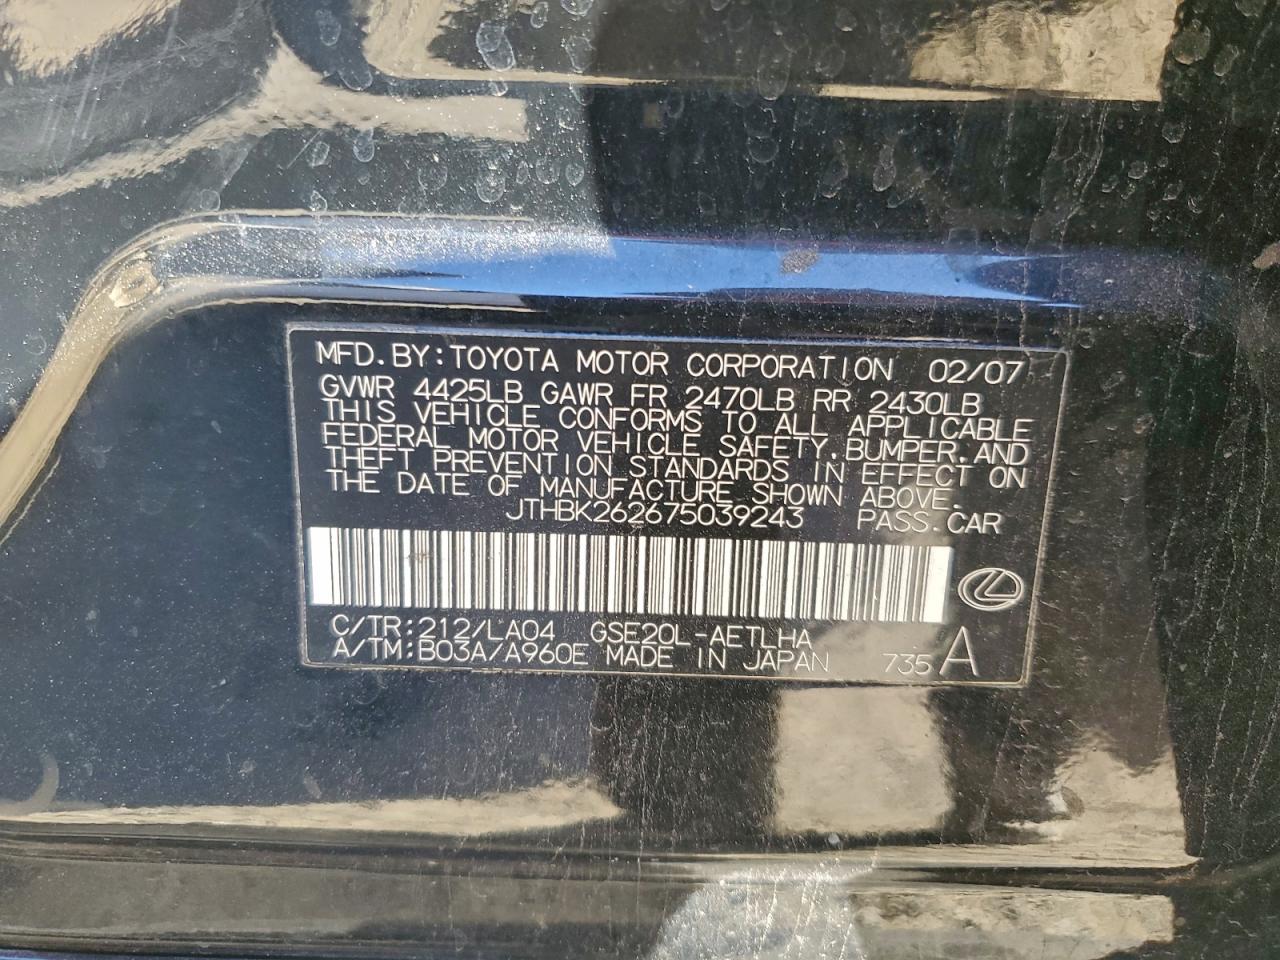 MFD.BY:TOYOTA MOTOR CORPORATION 02/07
GVWR 4425LB GAWR FR 2470LB RR 2430LB
THIS VEHICLE CONFORMS TO ALL APPLICABLE
FEDERAL MOTOR VEHICLE SAFETY,BUMPER,AND
THEFT PREVENTION STANDARDS IN EFFECT ON
THE DATE OF MANUFACTURE SHOWN ABOVE.
JTHBK262675039243 PASS.CAR
C/TR:212/LA04 GSE20L-AETLHA
A/TM:B03A/A960E MADE IN JAPAN 735 A